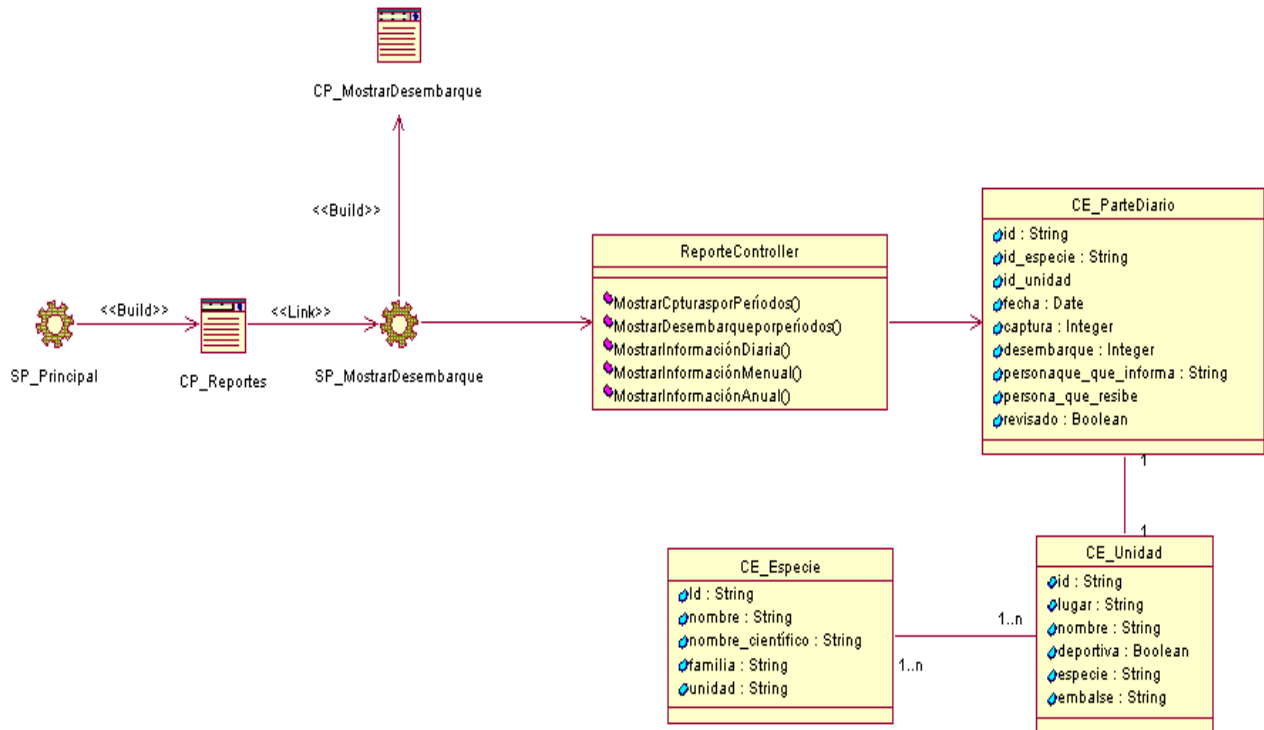 CP_MostrarDesembarque
<<Build>>
SP_Principal
<<Build>>
CP_Reportes
<<Link>>
SP_MostrarDesembarque
ReporteController
MostrarCpturasporPeríodos()
MostrarDesembarqueporperíodos()
MostrarInformaciónDiaria()
MostrarInformaciónMenual()
MostrarInformaciónAnual()
CE_ParteDiario
id : String
id_especie : String
id_unidad
fecha : Date
captura : Integer
desembarque : Integer
personaque_que_informa : String
persona_que_resibe
revisado : Boolean
1
1
CE_Especie
Id : String
nombre : String
nombre_científico : String
familia : String
unidad : String
1..n
1..n
CE_Unidad
id : String
lugar : String
nombre : String
deportiva : Boolean
especie : String
embalse : String